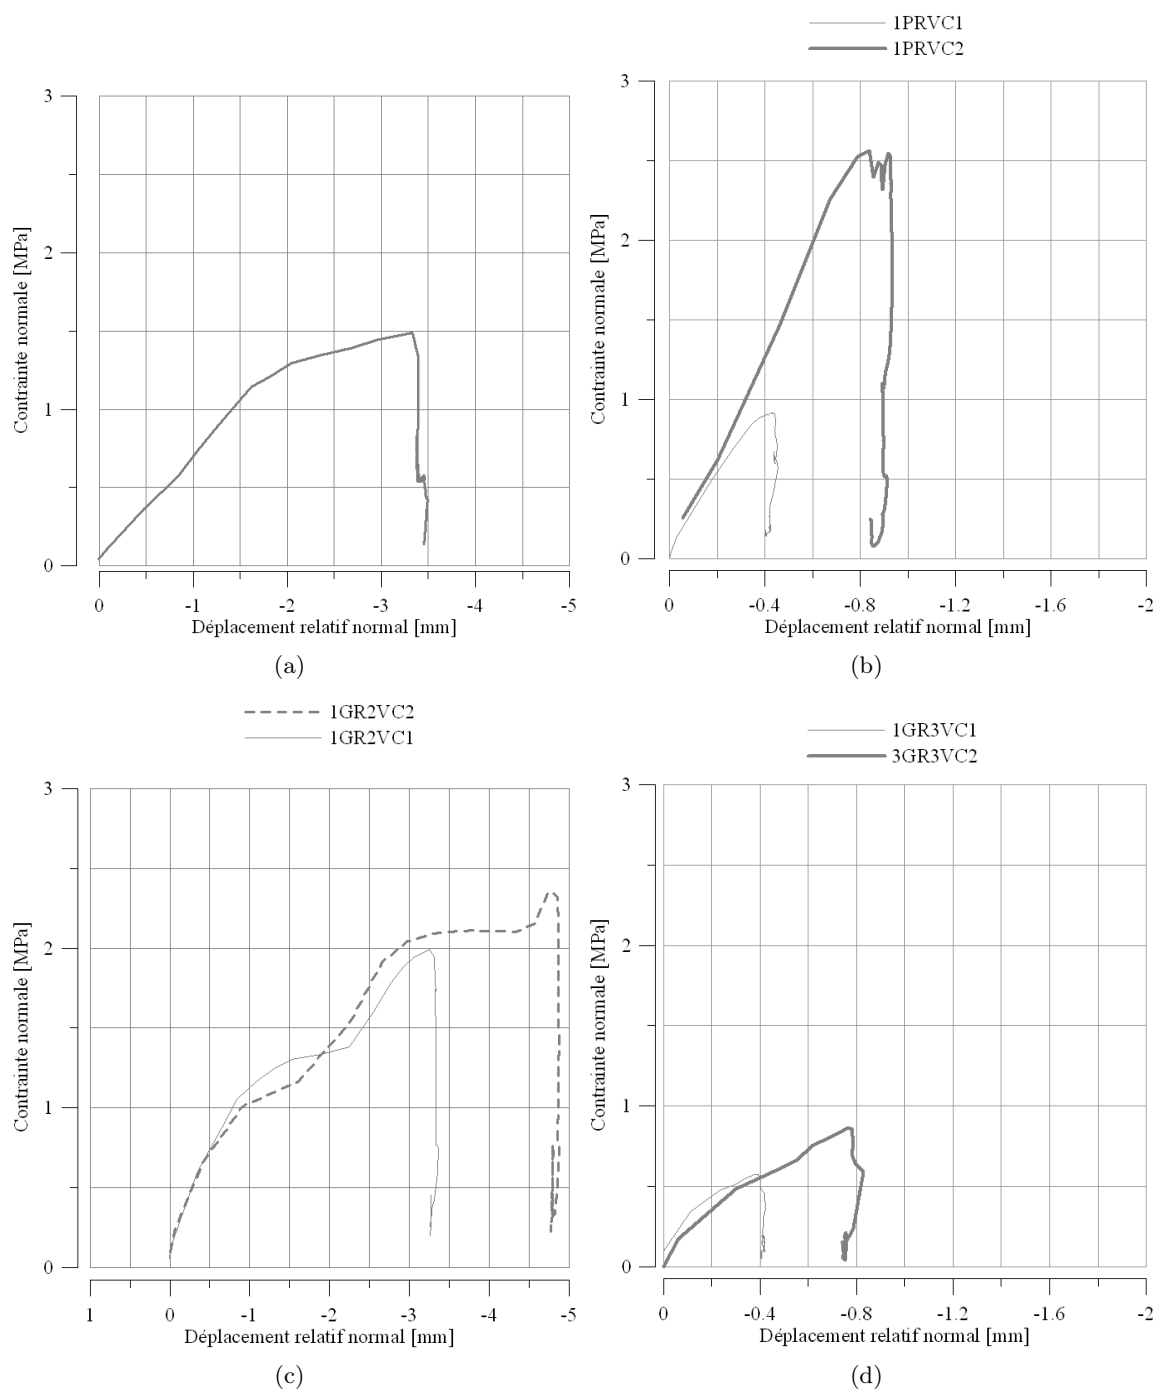 3
2
1
0
Contrainte normale [MPa]
0 -1 -2 -3 -4 -5
Déplacement relatif normal [mm]
(a)
1PRVC1
1PRVC2
3
2
1
0
Contrainte normale [MPa]
0 -0.4 -0.8 -1.2 -1.6 -2
Déplacement relatif normal [mm]
(b)
1GR2VC2
1GR2VC1
3
2
1
0
Contrainte normale [MPa]
1 0 -1 -2 -3 -4 -5
Déplacement relatif normal [mm]
(c)
1GR3VC1
3GR3VC2
3
2
1
0
Contrainte normale [MPa]
0 -0.4 -0.8 -1.2 -1.6 -2
Déplacement relatif normal [mm]
(d)